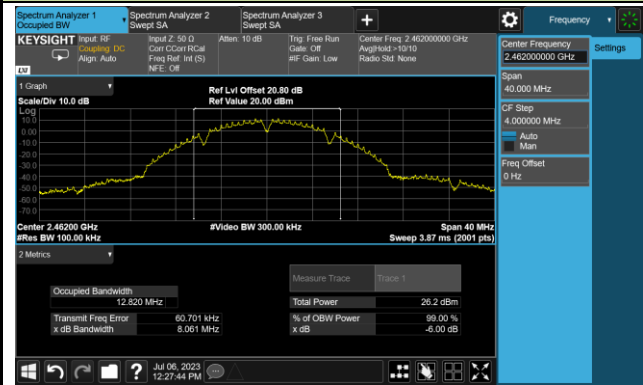 Spectrum Analyzer 1
Occupied BW
Spectrum Analyzer 2
Swept SA
Spectrum Analyzer 3
Swept SA
+
Frequency
KEYSIGHT
Input: RF
Coupling: DC
Align: Auto
Input Z: 50 Ω
Corr CCorr RCal
Freq Ref: Int (S)
NFE: Off
Atten: 10 dB
Trig: Free Run
Gate: Off
#IF Gain: Low
Center Freq: 2.462000000 GHz
Avg|Hold:>10/10
Radio Std: None
LXI
Center Frequency
2.462000000 GHz
Settings
Span
40.000 MHz
CF Step
4.000000 MHz
Auto
Man
Freq Offset
0 Hz
1 Graph
Scale/Div 10.0 dB
Ref Lvl Offset 20.80 dB
Ref Value 20.00 dBm
Log
10.0
0.00
-10.0
-20.0
-30.0
-40.0
-50.0
-60.0
-70.0
Center 2.46200 GHz
#Res BW 100.00 kHz
#Video BW 300.00 kHz
Span 40 MHz
Sweep 3.87 ms (2001 pts)
2 Metrics
Measure Trace
Trace 1
Occupied Bandwidth
12.820 MHz
Total Power
26.2 dBm
Transmit Freq Error
60.701 kHz
% of OBW Power
99.00 %
x dB Bandwidth
8.061 MHz
x dB
-6.00 dB
?
Jul 06, 2023
12:27:44 PM